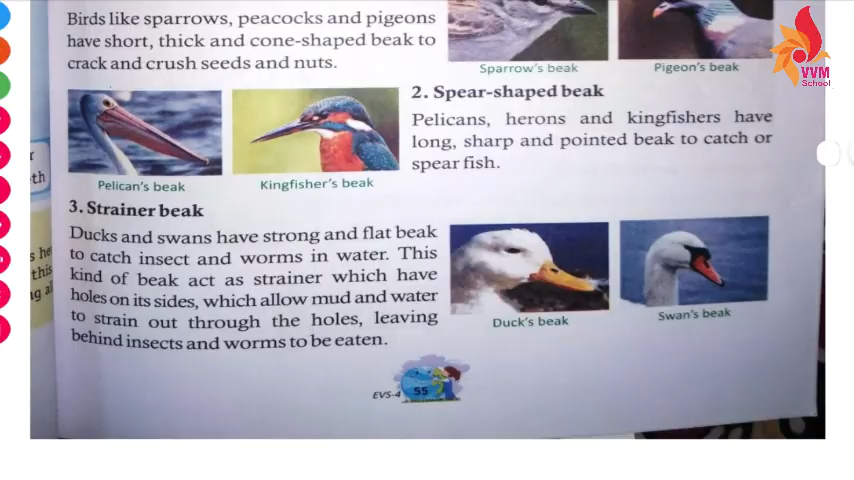 Birds like sparrows, peacocks and pigeons
have short, thick and cone-shaped beak to
crack and crush seeds and nuts.
Sparrow's beak
Pigeon's beak
VVM
School
2. Spear-shaped beak
Pelicans, herons and kingfishers have
long, sharp and pointed beak to catch or
spear fish.
Pelican's beak
Kingfisher's beak
3. Strainer beak
Ducks and swans have strong and flat beak
to catch insect and worms in water. This
kind of beak act as strainer which have
holes on its sides, which allow mud and water
to strain out through the holes, leaving
behind insects and worms to be eaten.
Duck's beak
Swan's beak
EVS-4
55